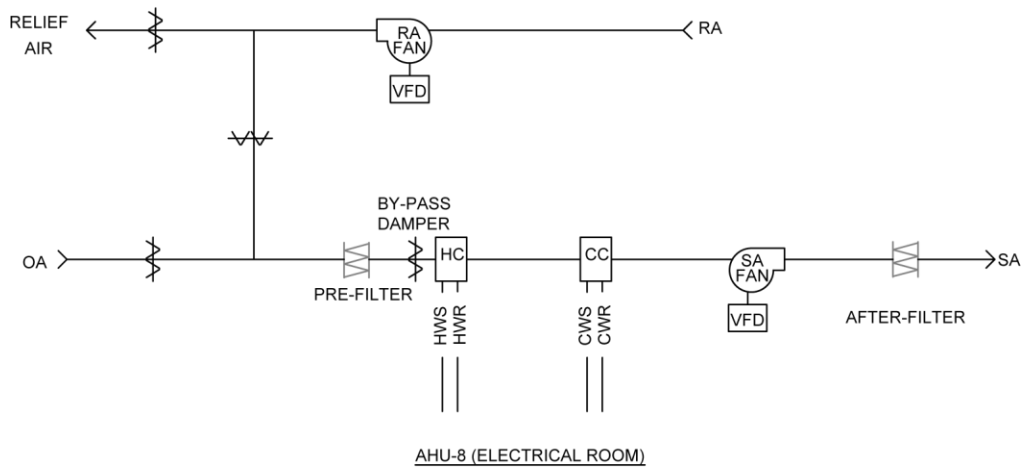 RELIEF
AIR
RA
FAN
VFD
RA
BY-PASS
DAMPER
OA
PRE-FILTER
HC
HWS
HWR
CC
CWS
CWR
SA
FAN
VFD
AFTER-FILTER
SA
AHU-8 (ELECTRICAL ROOM)